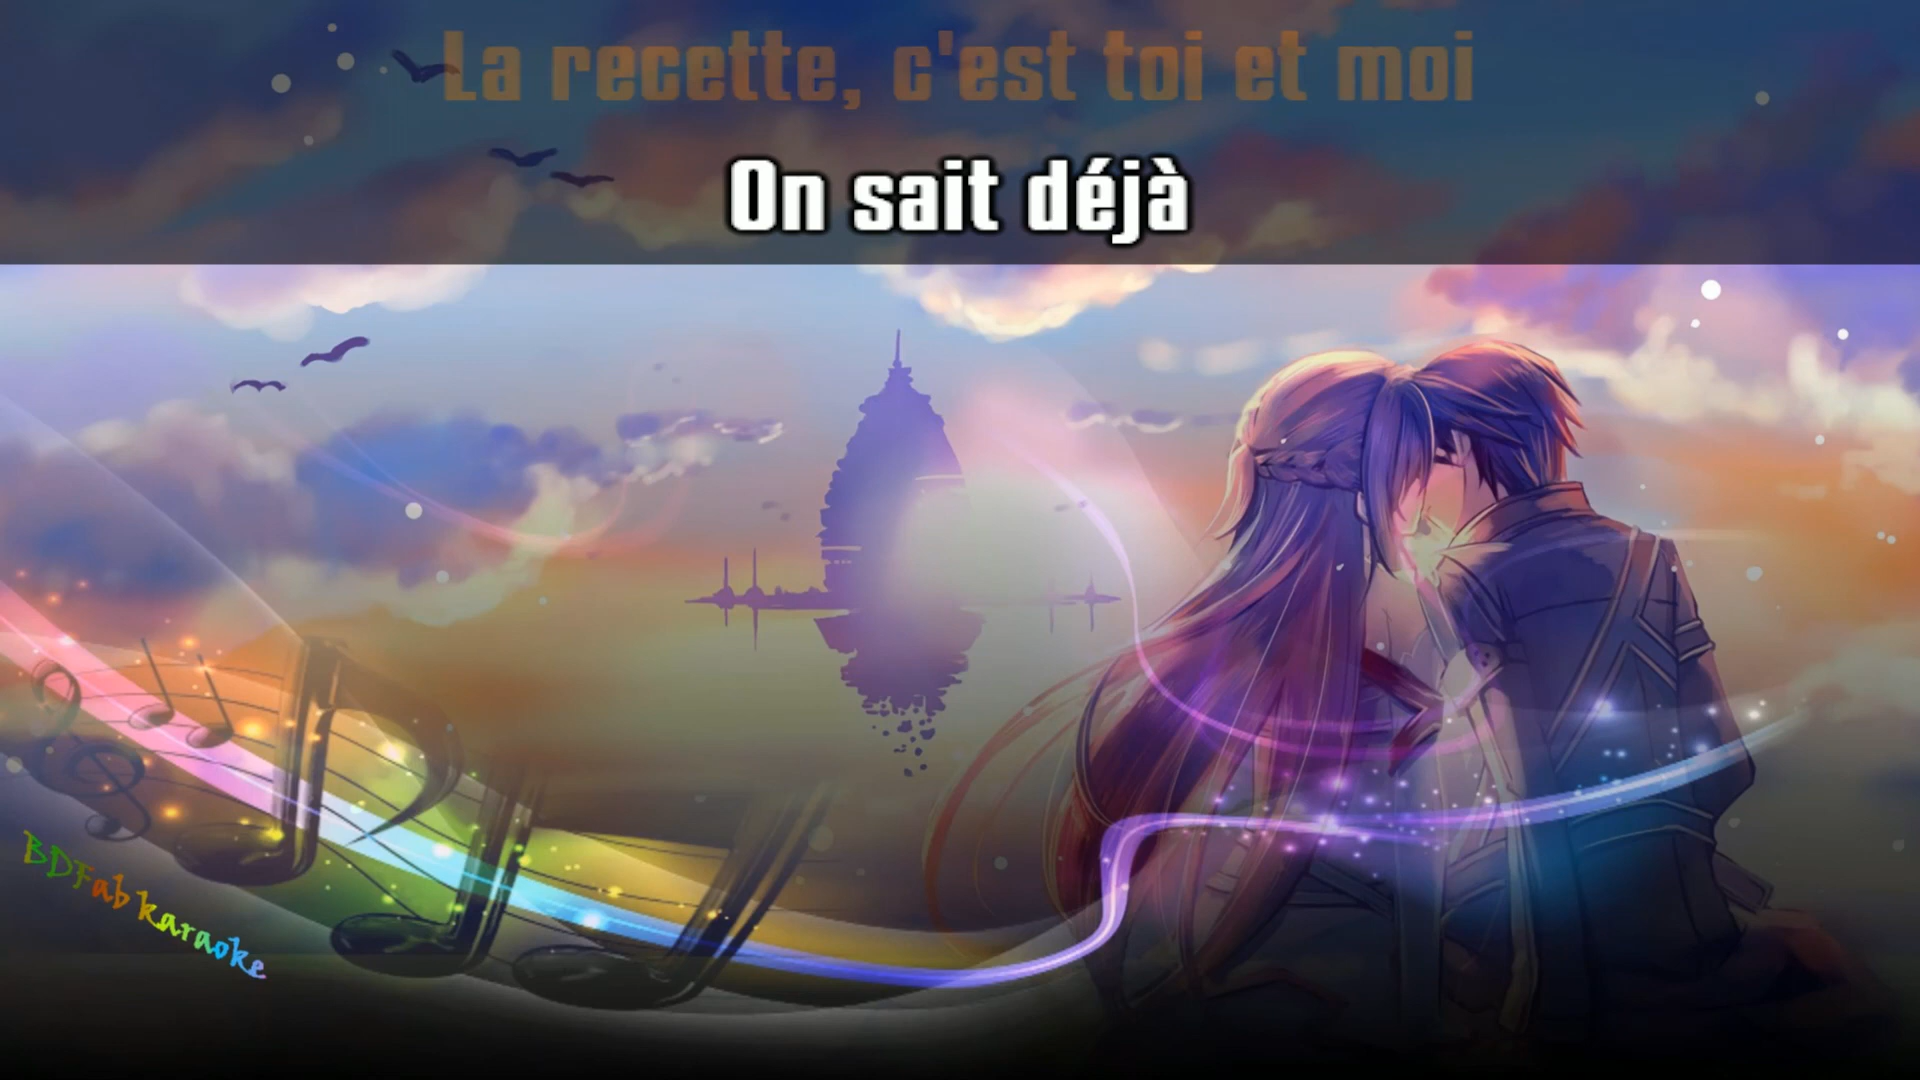 La recette, c'est toi et moi
On sait déjà
BDFab karaoke